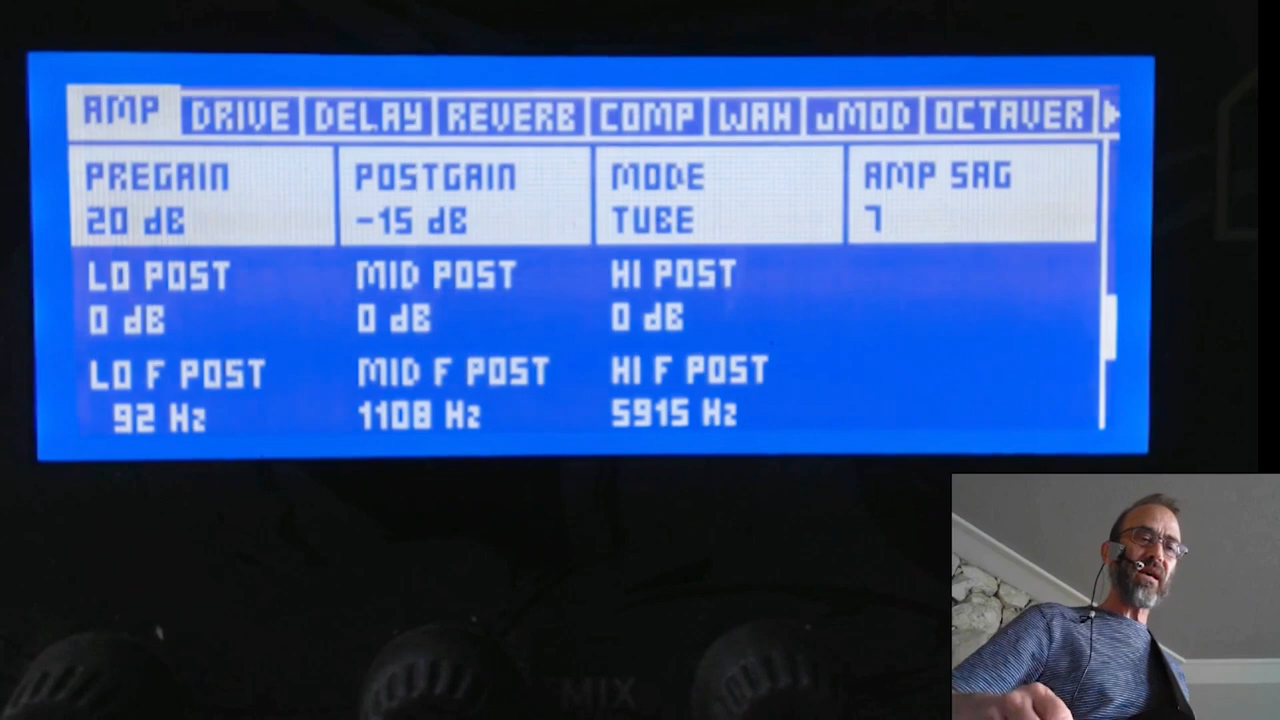 AMP DRIVE DELAY REVERB COMP WAH uMOD OCTAVER
PREGAIN POSTGAIN MODE AMP SAG
20 dB -15 dB TUBE 7
LO POST MID POST HI POST
0 dB 0 dB 0 dB
LO F POST MID F POST HI F POST
92 Hz 1108 Hz 5915 Hz
MIX